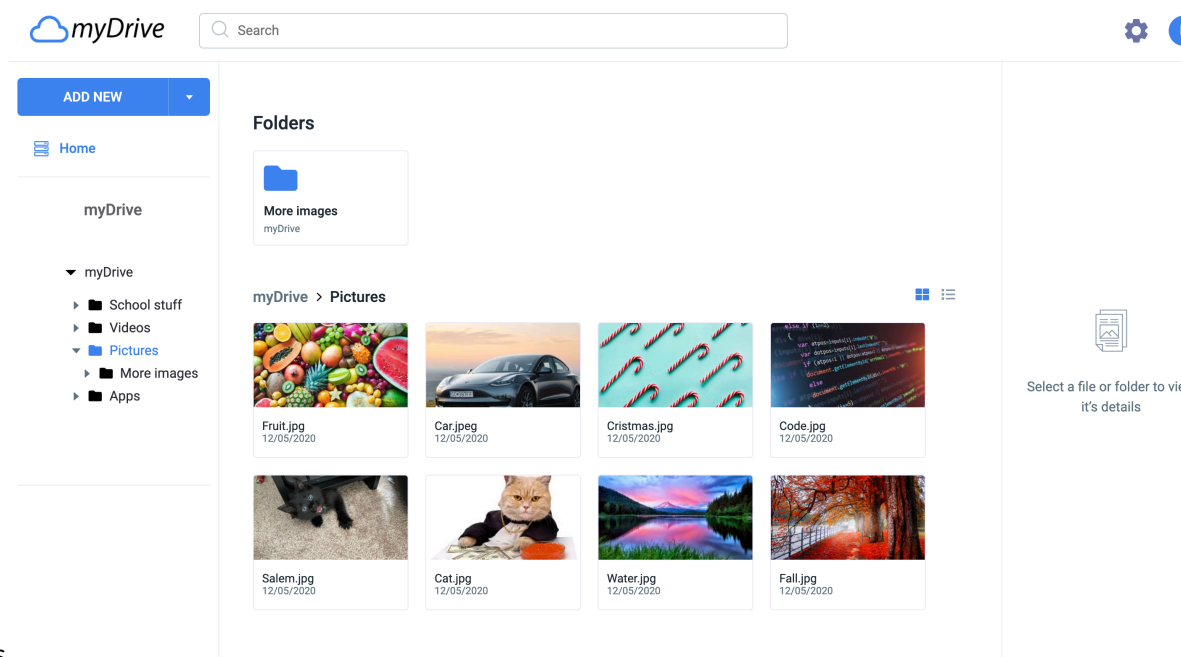 myDrive
Search
ADD NEW
Home
myDrive
myDrive
School stuff
Videos
Pictures
More images
Apps
Folders
More images
myDrive
myDrive > Pictures
Fruit.jpg
12/05/2020
Car.jpeg
12/05/2020
Cristmas.jpg
12/05/2020
else if (t==1)
Code.jpg
12/05/2020
Salem.jpg
12/05/2020
Cat.jpg
12/05/2020
Water.jpg
12/05/2020
Fall.jpg
12/05/2020
Select a file or folder to vie
it's details